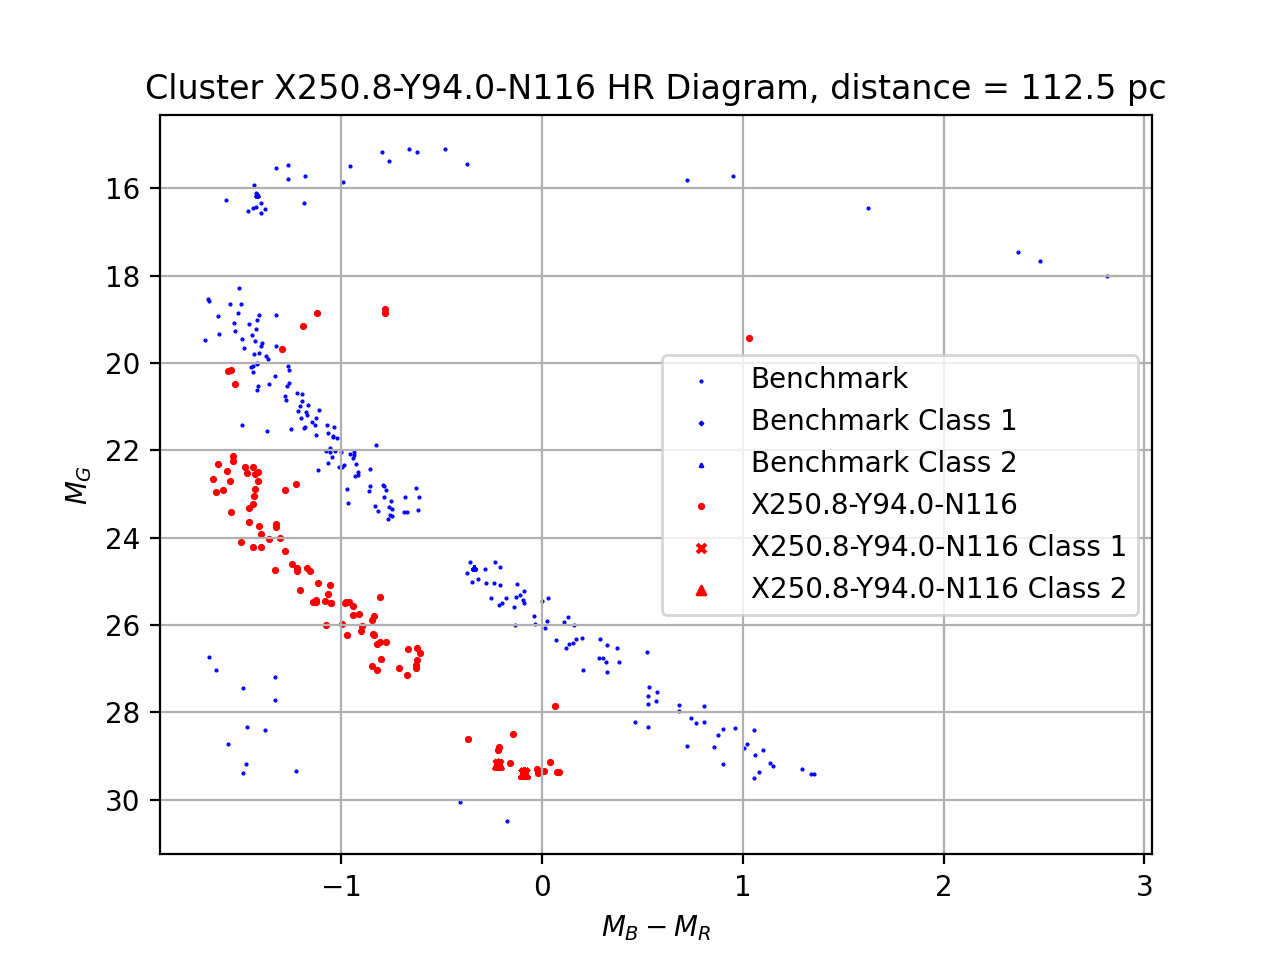 Cluster X250.8-Y94.0-N116 HR Diagram, distance = 112.5 pc
M_G
16
18
20
22
24
26
28
30
Benchmark
Benchmark Class 1
Benchmark Class 2
X250.8-Y94.0-N116
X250.8-Y94.0-N116 Class 1
X250.8-Y94.0-N116 Class 2
−1 0 1 2 3
M_B − M_R